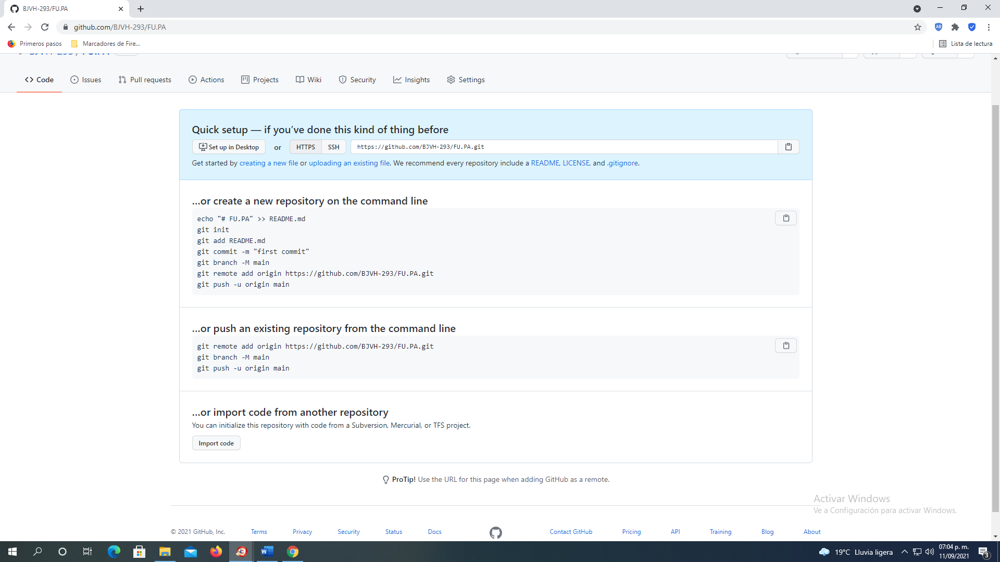 BJVH-293/FU.PA
github.com/BJVH-293/FU.PA
Primeros pasos
Marcadores de Fire...
Lista de lectura
BJVH-293 / FU.PA
Code
Issues
Pull requests
Actions
Projects
Wiki
Security
Insights
Settings
Quick setup — if you’ve done this kind of thing before
Set up in Desktop or HTTPS SSH https://github.com/BJVH-293/FU.PA.git
Get started by creating a new file or uploading an existing file. We recommend every repository include a README, LICENSE, and .gitignore.
…or create a new repository on the command line
echo "# FU.PA" >> README.md
git init
git add README.md
git commit -m "first commit"
git branch -M main
git remote add origin https://github.com/BJVH-293/FU.PA.git
git push -u origin main
…or push an existing repository from the command line
git remote add origin https://github.com/BJVH-293/FU.PA.git
git branch -M main
git push -u origin main
…or import code from another repository
You can initialize this repository with code from a Subversion, Mercurial, or TFS project.
Import code
ProTip! Use the URL for this page when adding GitHub as a remote.
Activar Windows
Ve a Configuración para activar Windows.
© 2021 GitHub, Inc. Terms Privacy Security Status Docs Contact GitHub Pricing API Training Blog About
19°C Lluvia ligera
07:04 p. m.
11/09/2021
3